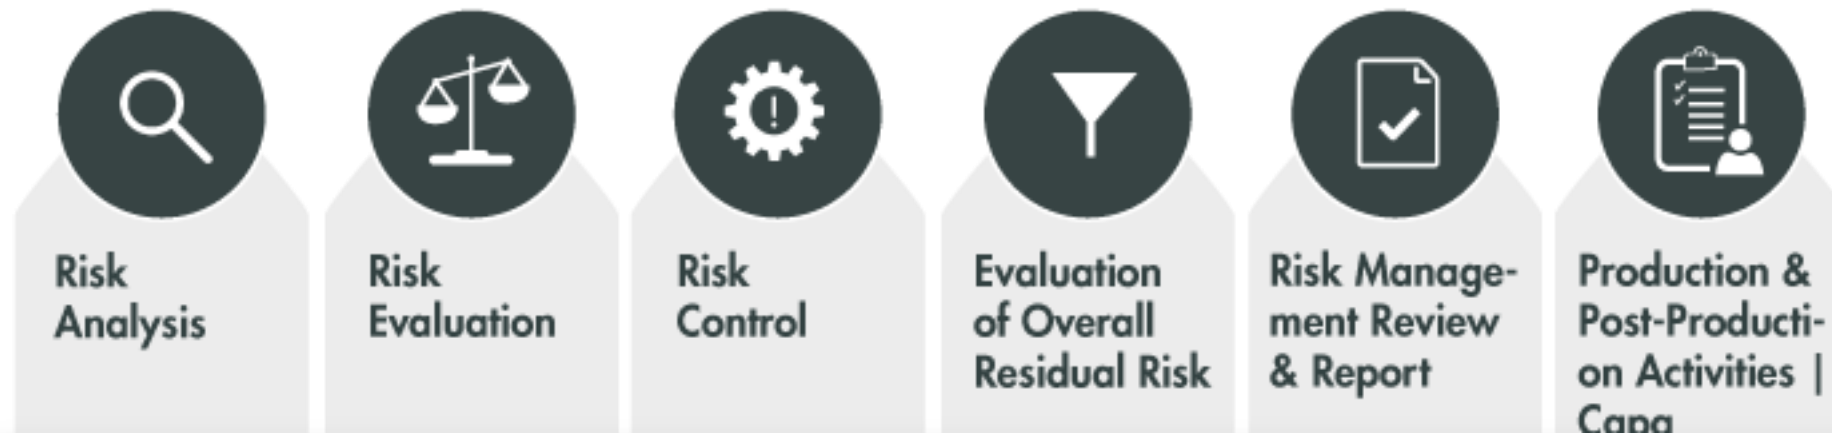 Risk
Analysis
Risk
Evaluation
Risk
Control
Evaluation
of Overall
Residual Risk
Risk Manage-
ment Review
& Report
Production &
Post-Producti-
on Activities |
Capa